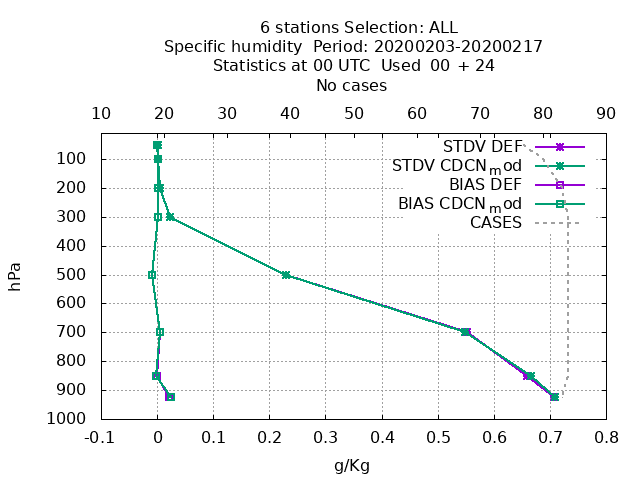 6 stations Selection: ALL
Specific humidity Period: 20200203-20200217
Statistics at 00 UTC Used 00 + 24
No cases
10 20 30 40 50 60 70 80 90
STDV DEF
STDV CDCNmod
BIAS DEF
BIAS CDCNmod
CASES
100
200
300
400
500
600
700
800
900
1000
hPa
-0.1 0 0.1 0.2 0.3 0.4 0.5 0.6 0.7 0.8
g/Kg